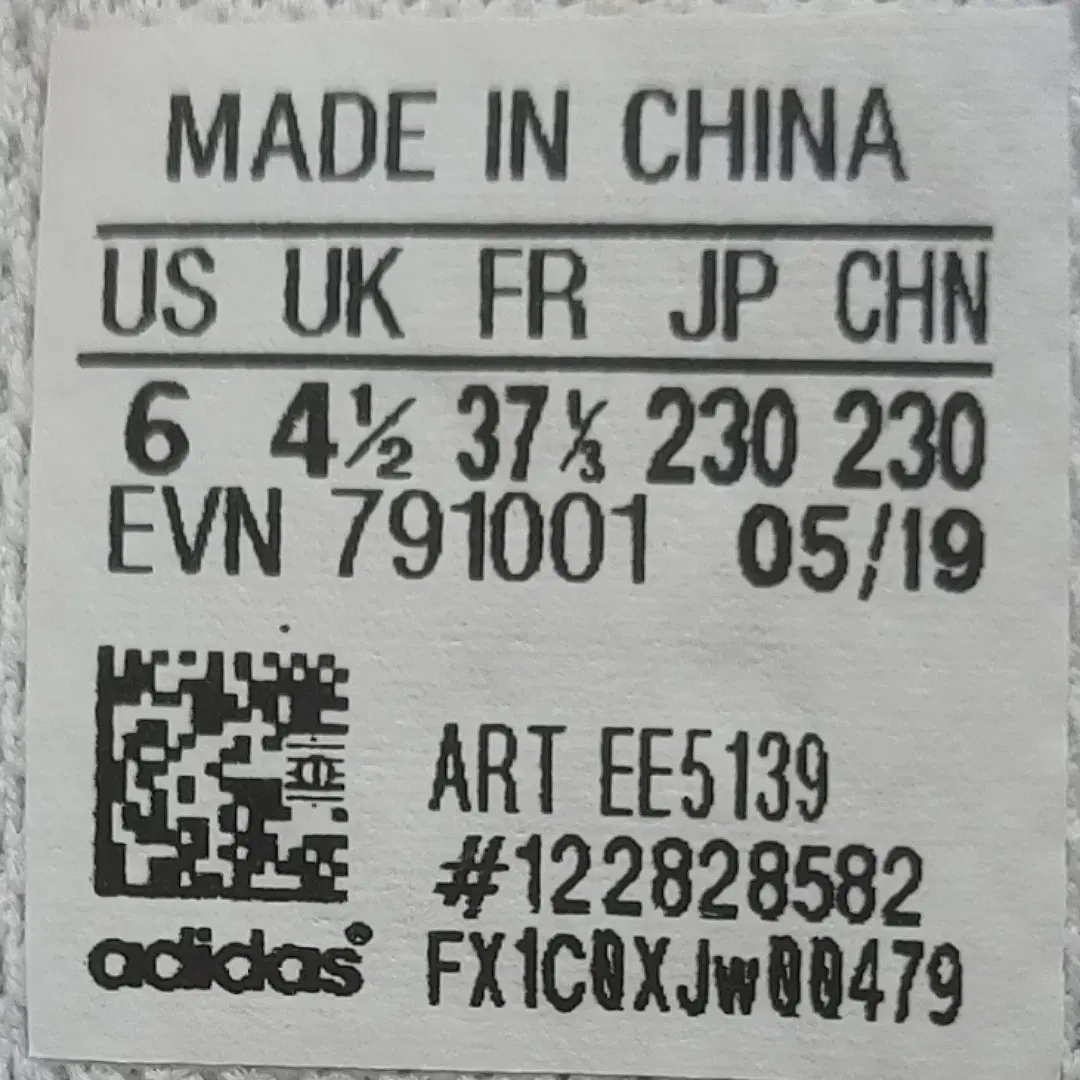 MADE IN CHINA
US UK FR JP CHN
6 4½ 37⅓ 230 230
EVN 791001 05/19
ART EE5139
#122828582
adidas® FX1C0XJw00479